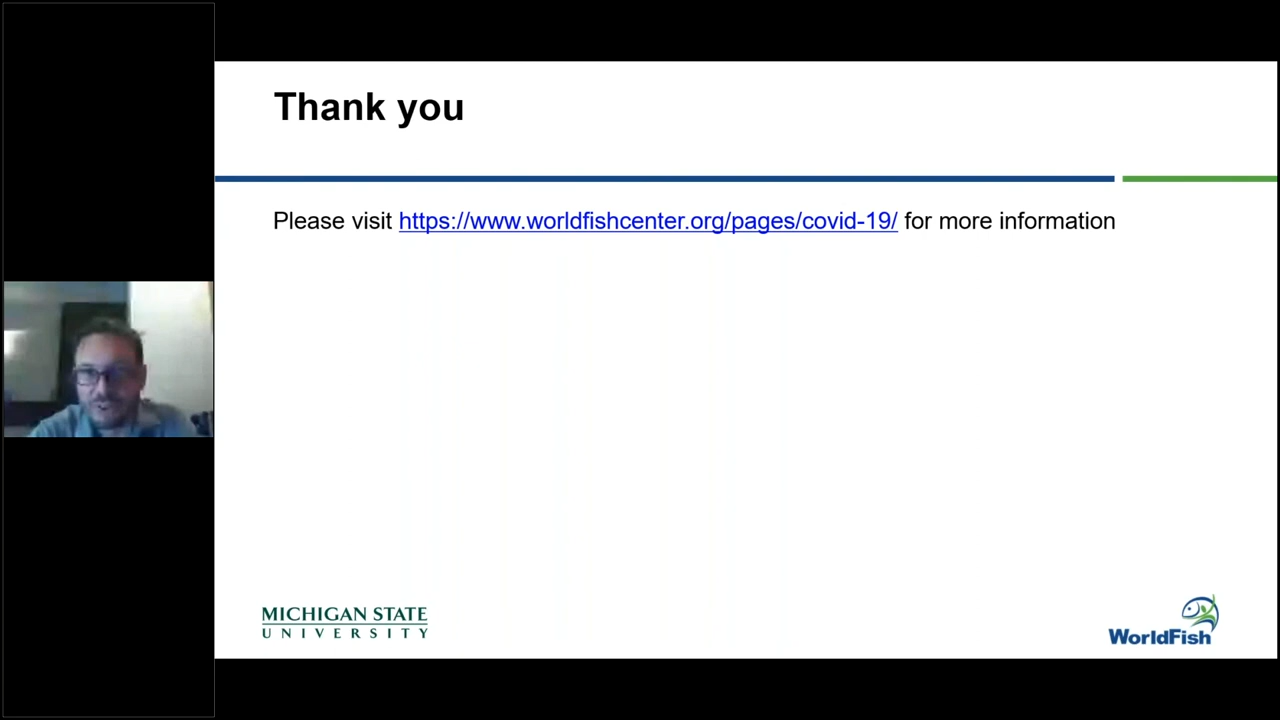 Thank you
Please visit https://www.worldfishcenter.org/pages/covid-19/ for more information
MICHIGAN STATE
UNIVERSITY
WorldFish